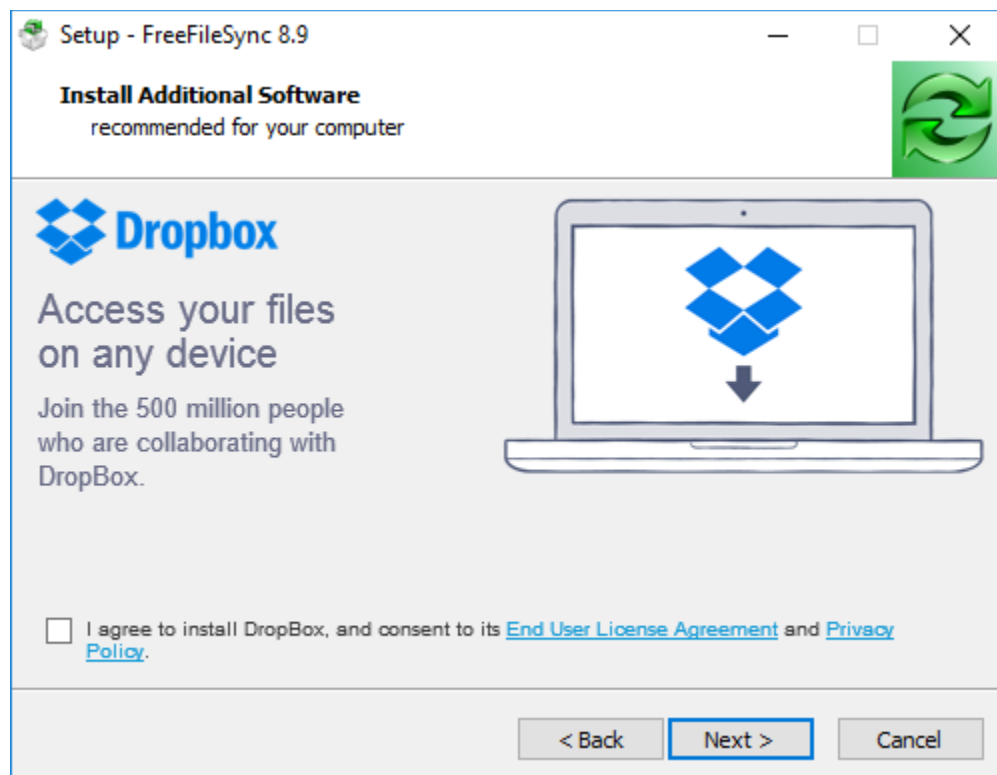 Setup - FreeFileSync 8.9
Install Additional Software
recommended for your computer
Dropbox
Access your files
on any device
Join the 500 million people
who are collaborating with
DropBox.
I agree to install DropBox, and consent to its End User License Agreement and Privacy
Policy.
< Back Next > Cancel